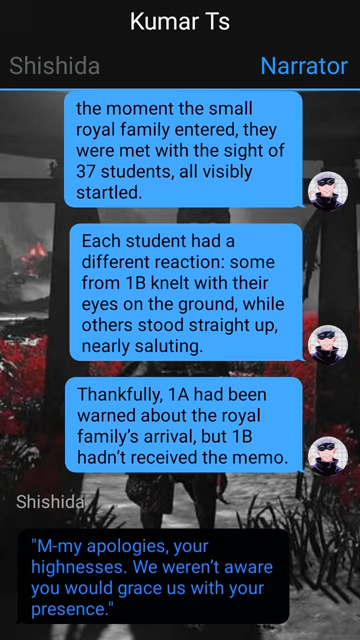 Kumar Ts
Shishida
Narrator
the moment the small
royal family entered, they
were met with the sight of
37 students, all visibly
startled.
Each student had a
different reaction: some
from 1B knelt with their
eyes on the ground, while
others stood straight up,
nearly saluting.
Thankfully, 1A had been
warned about the royal
family’s arrival, but 1B
hadn’t received the memo.
Shishida
"M-my apologies, your
highnesses. We weren’t aware
you would grace us with your
presence."